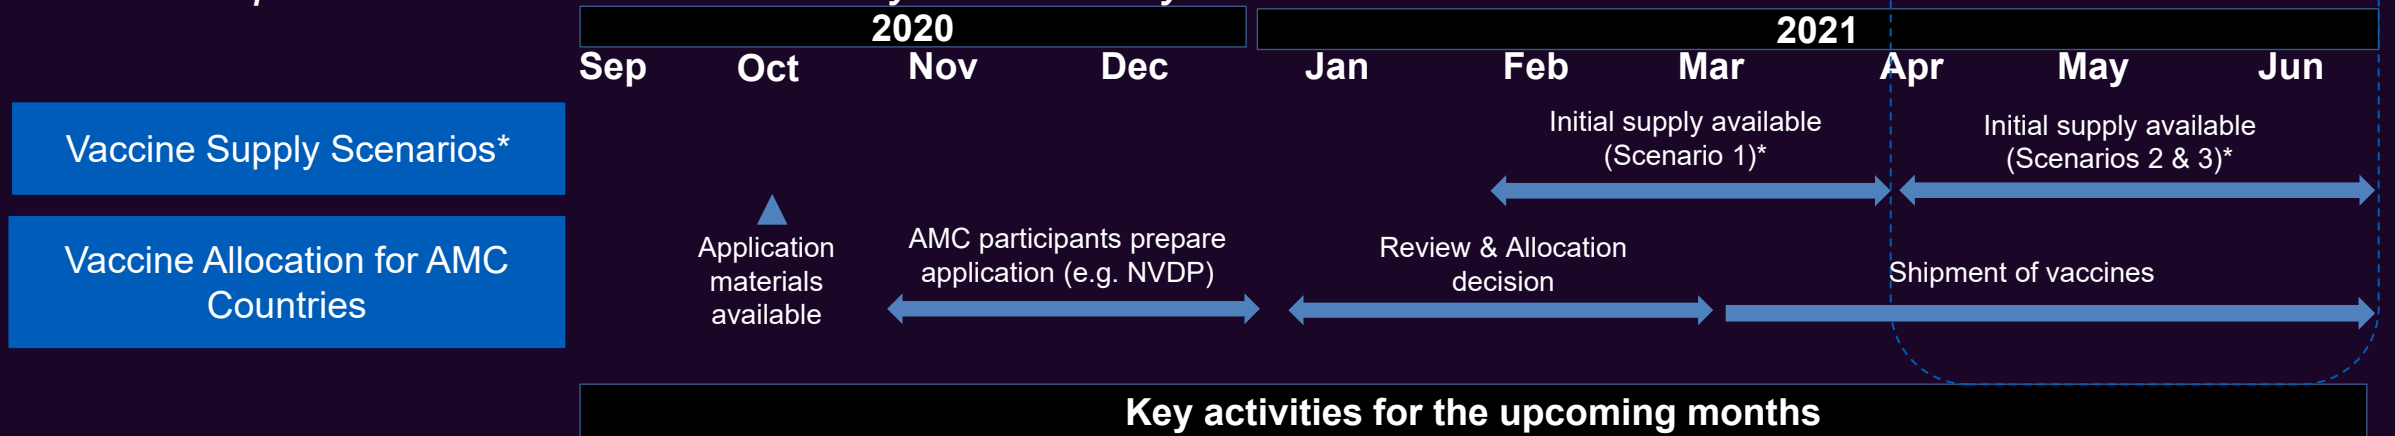 2020
2021
Sep Oct Nov Dec Jan Feb Mar Apr May Jun
Vaccine Supply Scenarios*
Initial supply available
(Scenario 1)*
Initial supply available
(Scenarios 2 & 3)*
Vaccine Allocation for AMC
Countries
Application
materials
available
AMC participants prepare
application (e.g. NVDP)
Review & Allocation
decision
Shipment of vaccines
Key activities for the upcoming months